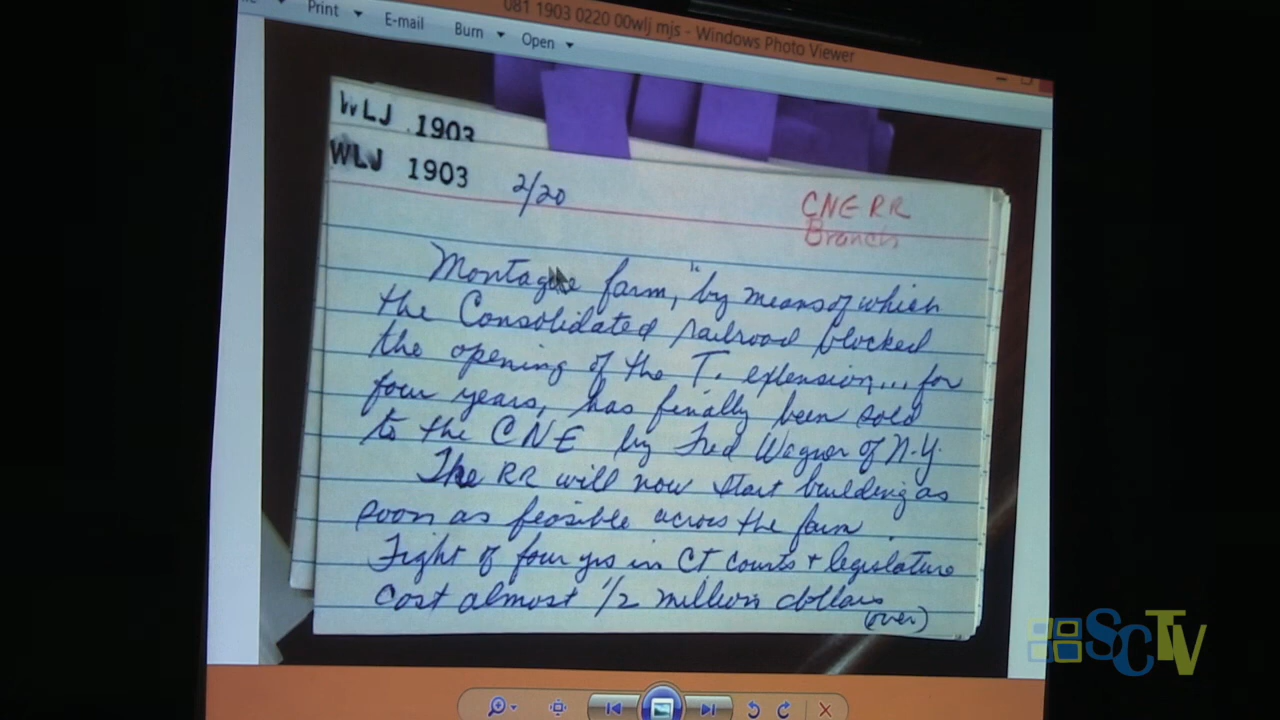 Print E-mail Burn Open
081 1903 0220 00wlj mjs - Windows Photo Viewer
WLJ 1903
WLJ 1903 2/20 CNE RR
Branch
Montague farm, "by means of which
the Consolidated railroad blocked
the opening of the T. extension... for
four years, has finally been sold
to the CNE by Fred Wagner of N.Y.
The RR will now start building as
soon as feasible across the farm.
Fight of four yrs in CT courts + legislature
cost almost 1/2 million dollars
(over)
SCTV